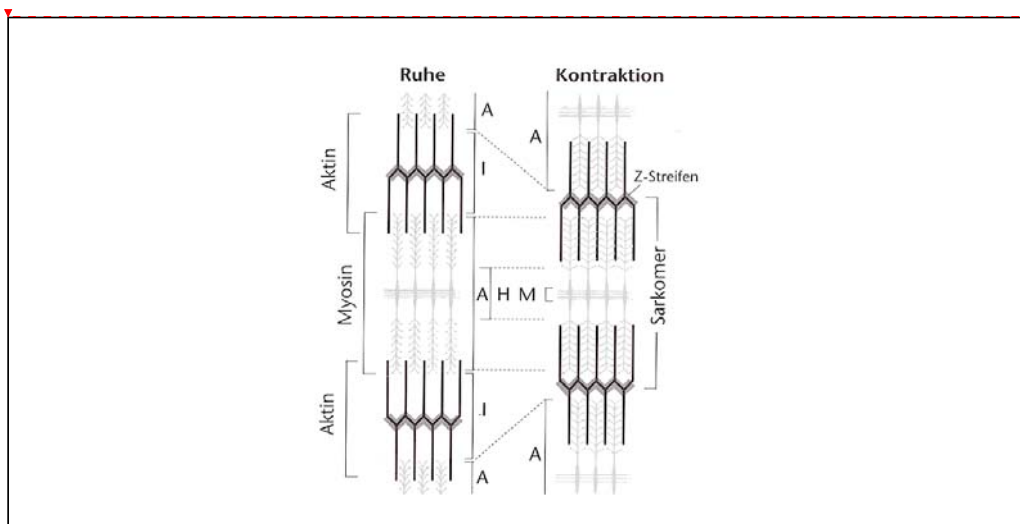 Ruhe
Kontraktion
A
A
I
Aktin
Z-Streifen
Myosin
A H M
Sarkomer
Aktin
I
A
A